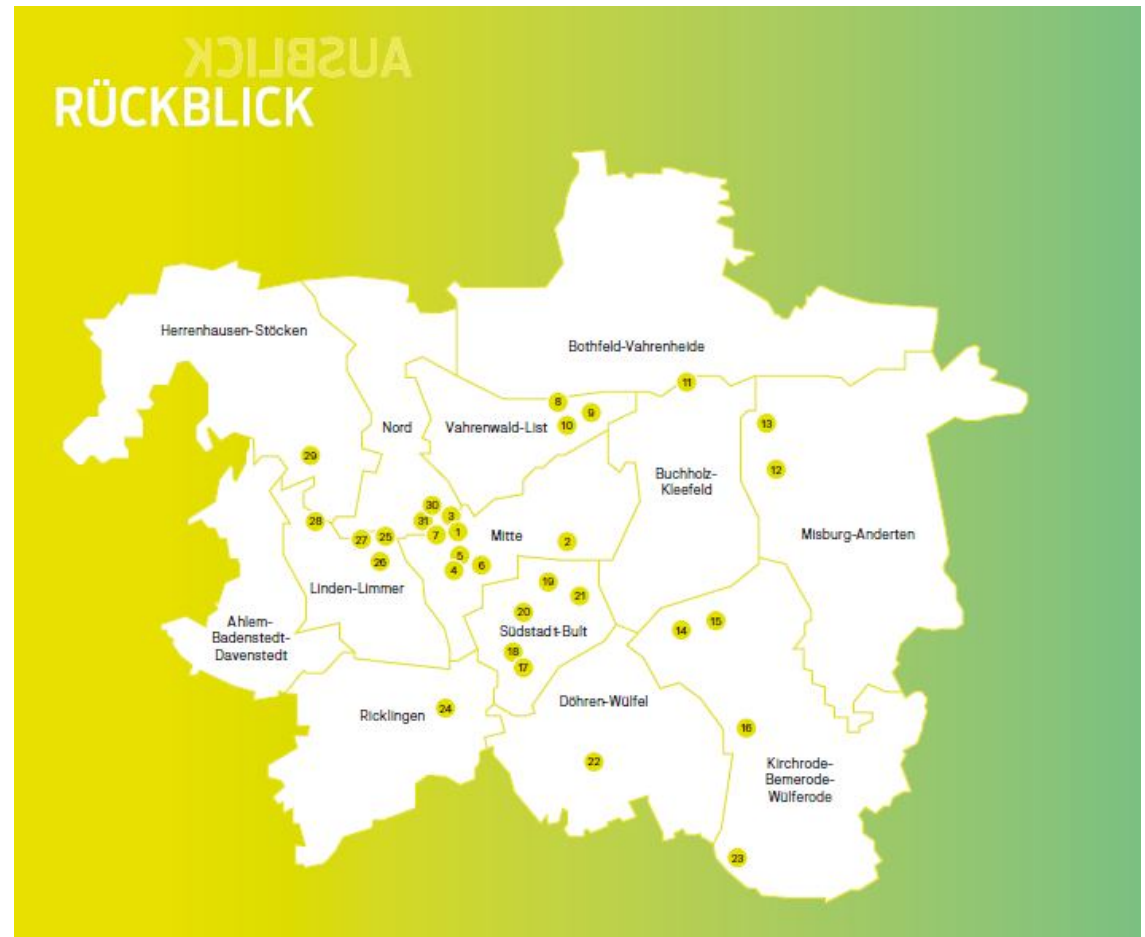 AUSBLICK
RÜCKBLICK
Herrenhausen-Stöcken
Bothfeld-Vahrenheide
11
8
9
Nord
Vahrenwald-List
10
13
29
Buchholz-
Kleefeld
12
30
3
28
31
1
7
Mitte
2
Misburg-Anderten
27
25
5
26
6
4
Linden-Limmer
19
21
20
Ahlem-
Badenstedt-
Davenstedt
Südstadt-Bult
14
15
18
17
Ricklingen
24
Döhren-Wülfel
16
22
Kirchrode-
Bemerode-
Wülferode
23